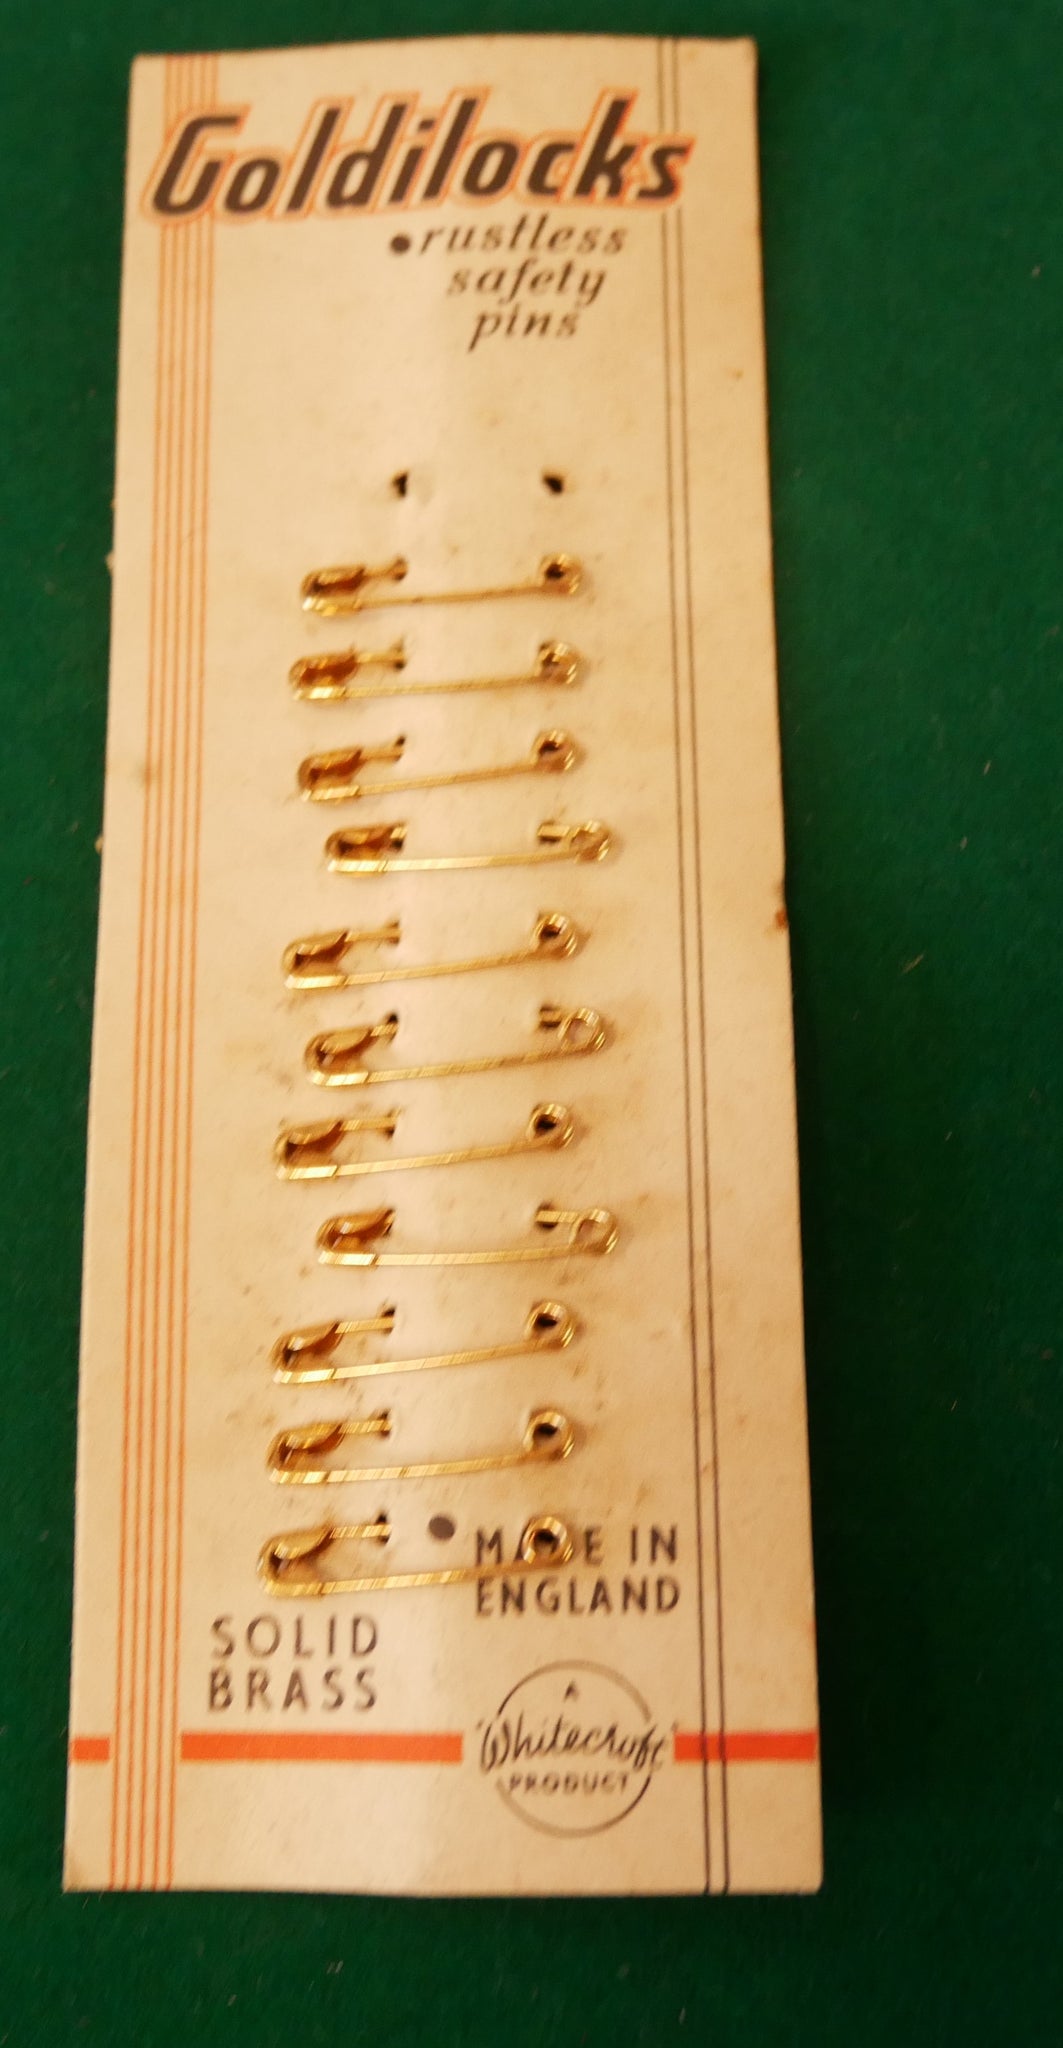 Goldilocks
•rustless
safety
pins
• MADE IN
ENGLAND
SOLID
BRASS
A
'Whitecroft'
PRODUCT